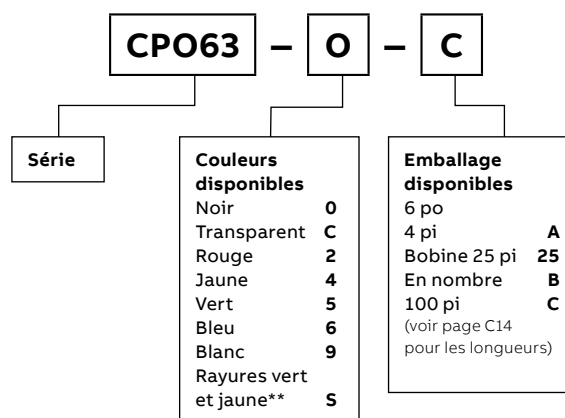 CPO63 – O – C
Série
Couleurs
disponibles
Noir 0
Transparent C
Rouge 2
Jaune 4
Vert 5
Bleu 6
Blanc 9
Rayures vert
et jaune** S
Emballage
disponibles
6 po
4 pi A
Bobine 25 pi 25
En nombre B
100 pi C
(voir page C14
pour les longueurs)